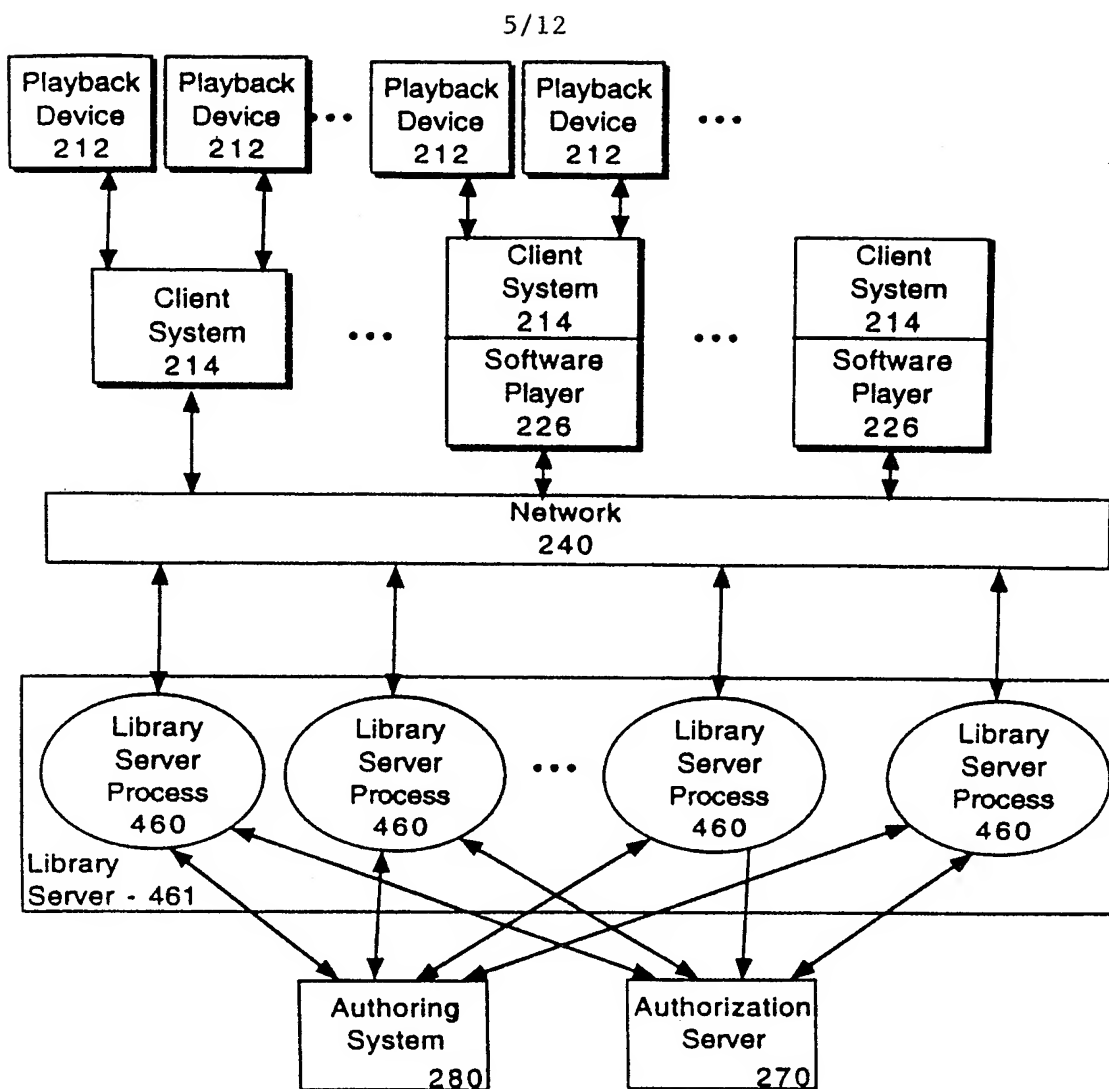 5/12
Playback
Device
212
Playback
Device
212
Playback
Device
212
Playback
Device
212
Client
System
214
Client
System
214
Software
Player
226
Client
System
214
Software
Player
226
Network
240
Library
Server
Process
460
Library
Server
Process
460
Library
Server
Process
460
Library
Server
Process
460
Library
Server - 461
Authoring
System
280
Authorization
Server
270